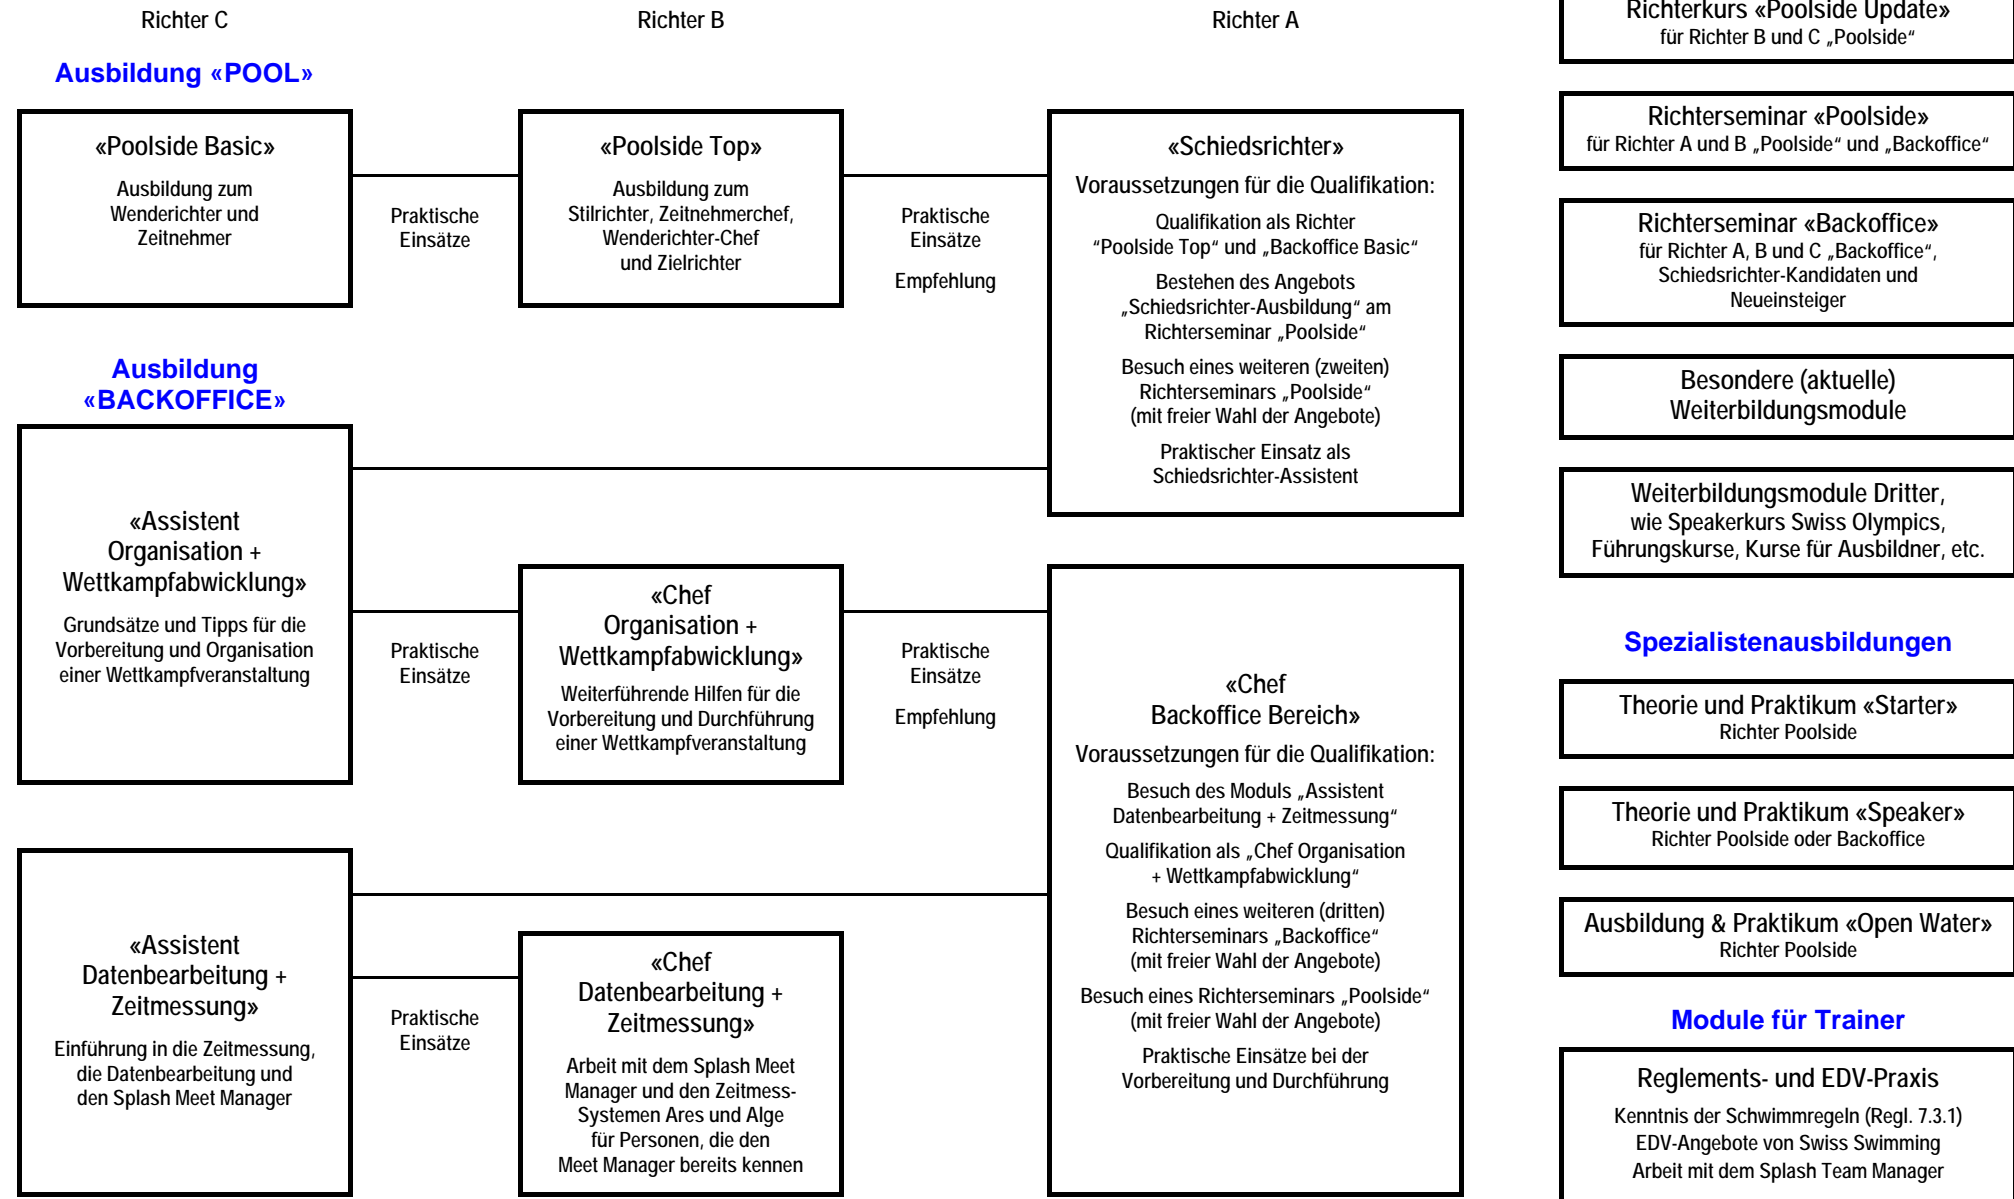 Richter C
Richter B
Richter A
Ausbildung «POOL»
«Poolside Basic»
Ausbildung zum
Wenderichter und
Zeitnehmer
Praktische
Einsätze
«Poolside Top»
Ausbildung zum
Stilrichter, Zeitnehmerchef,
Wenderichter-Chef
und Zielrichter
Praktische
Einsätze
Empfehlung
«Schiedsrichter»
Voraussetzungen für die Qualifikation:
Qualifikation als Richter
“Poolside Top“ und „Backoffice Basic“
Bestehen des Angebots
„Schiedsrichter-Ausbildung“ am
Richterseminar „Poolside“
Besuch eines weiteren (zweiten)
Richterseminars „Poolside“
(mit freier Wahl der Angebote)
Praktischer Einsatz als
Schiedsrichter-Assistent
Ausbildung
«BACKOFFICE»
«Assistent
Organisation +
Wettkampfabwicklung»
Grundsätze und Tipps für die
Vorbereitung und Organisation
einer Wettkampfveranstaltung
Praktische
Einsätze
«Chef
Organisation +
Wettkampfabwicklung»
Weiterführende Hilfen für die
Vorbereitung und Durchführung
einer Wettkampfveranstaltung
Praktische
Einsätze
Empfehlung
«Chef
Backoffice Bereich»
Voraussetzungen für die Qualifikation:
Besuch des Moduls „Assistent
Datenbearbeitung + Zeitmessung“
Qualifikation als „Chef Organisation
+ Wettkampfabwicklung“
Besuch eines weiteren (dritten)
Richterseminars „Backoffice“
(mit freier Wahl der Angebote)
Besuch eines Richterseminars „Poolside“
(mit freier Wahl der Angebote)
Praktische Einsätze bei der
Vorbereitung und Durchführung
«Assistent
Datenbearbeitung +
Zeitmessung»
Einführung in die Zeitmessung,
die Datenbearbeitung und
den Splash Meet Manager
Praktische
Einsätze
«Chef
Datenbearbeitung +
Zeitmessung»
Arbeit mit dem Splash Meet
Manager und den Zeitmess-
Systemen Ares und Alge
für Personen, die den
Meet Manager bereits kennen
Richterkurs «Poolside Update»
für Richter B und C „Poolside“
Richterseminar «Poolside»
für Richter A und B „Poolside“ und „Backoffice“
Richterseminar «Backoffice»
für Richter A, B und C „Backoffice“,
Schiedsrichter-Kandidaten und
Neueinsteiger
Besondere (aktuelle)
Weiterbildungsmodule
Weiterbildungsmodule Dritter,
wie Speakerkurs Swiss Olympics,
Führungskurse, Kurse für Ausbildner, etc.
Spezialistenausbildungen
Theorie und Praktikum «Starter»
Richter Poolside
Theorie und Praktikum «Speaker»
Richter Poolside oder Backoffice
Ausbildung & Praktikum «Open Water»
Richter Poolside
Module für Trainer
Reglements- und EDV-Praxis
Kenntnis der Schwimmregeln (Regl. 7.3.1)
EDV-Angebote von Swiss Swimming
Arbeit mit dem Splash Team Manager